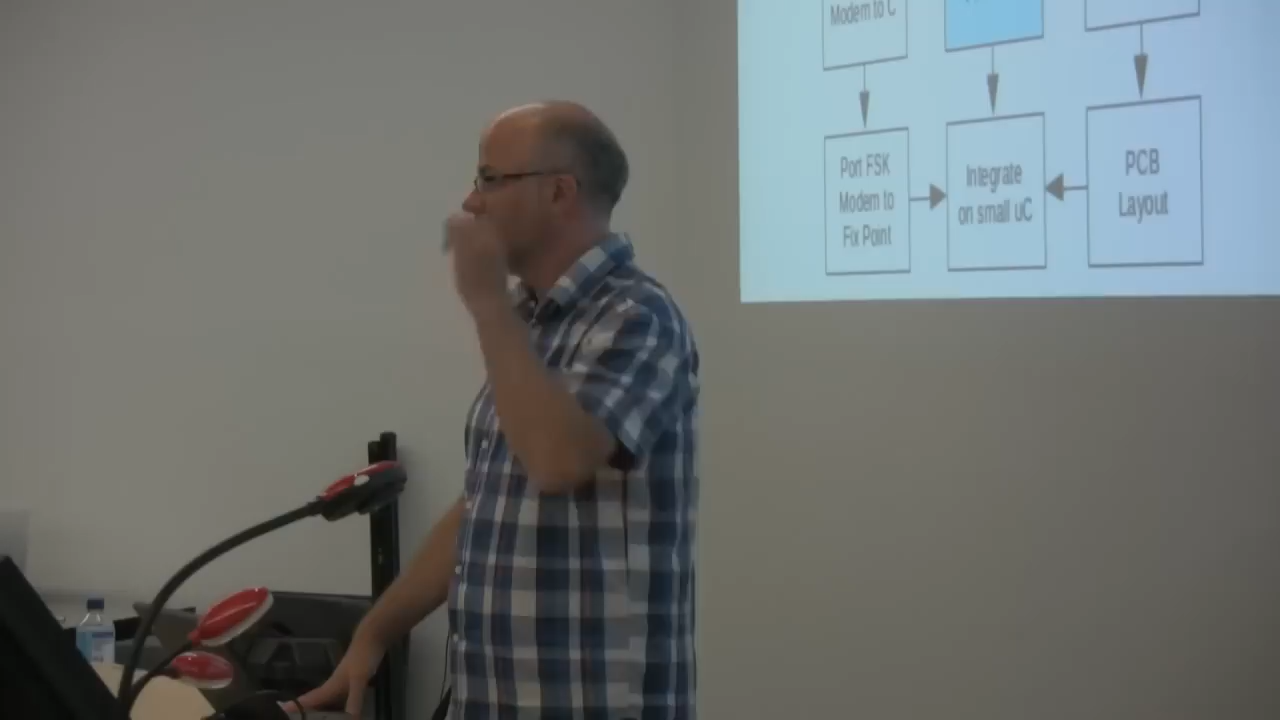 Modem to C
Port FSK
Modem to
Fix Point
Integrate
on small uC
PCB
Layout